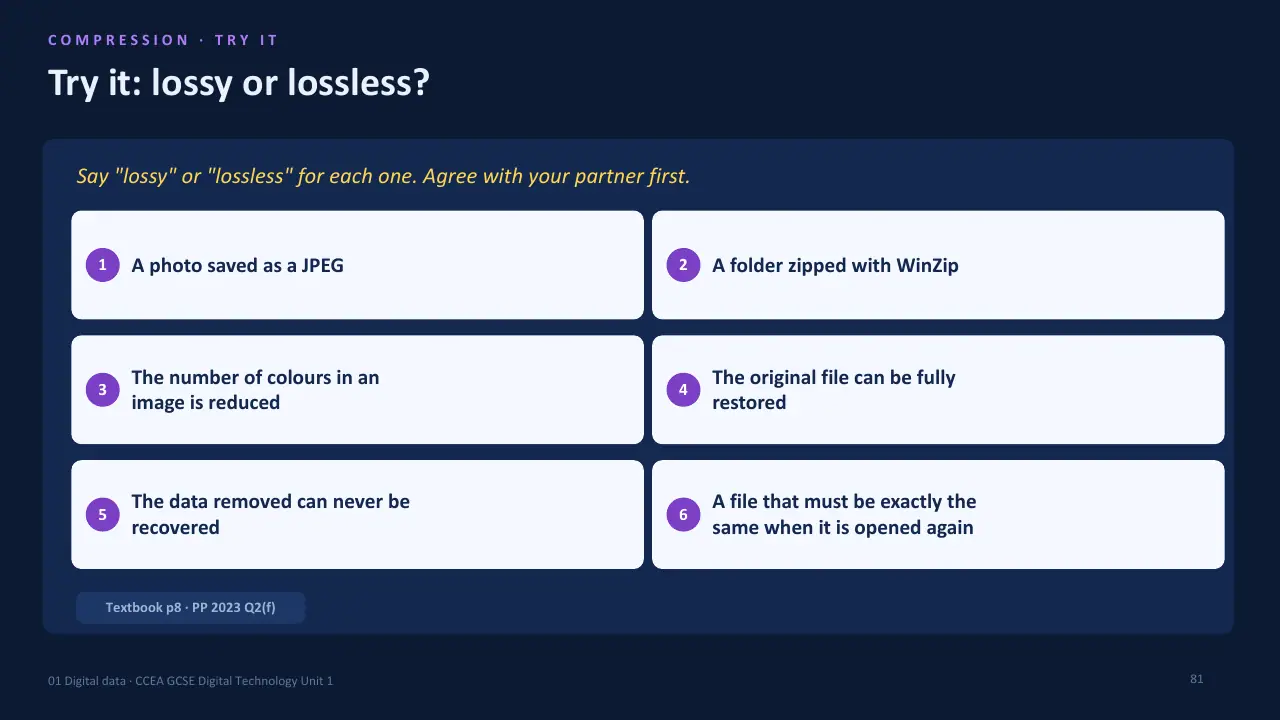 COMPRESSION · TRY IT
Try it: lossy or lossless?
Say "lossy" or "lossless" for each one. Agree with your partner first.
1 A photo saved as a JPEG
2 A folder zipped with WinZip
3 The number of colours in an
image is reduced
4 The original file can be fully
restored
5 The data removed can never be
recovered
6 A file that must be exactly the
same when it is opened again
Textbook p8 · PP 2023 Q2(f)
01 Digital data · CCEA GCSE Digital Technology Unit 1
81